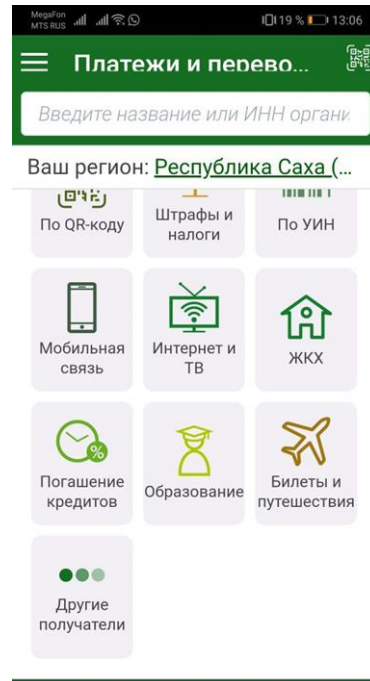 MegaFon
MTS RUS
19 % 13:06
Платежи и перево...
Введите название или ИНН органи
Ваш регион: Республика Саха (...
По QR-коду
Штрафы и
налоги
По УИН
Мобильная
связь
Интернет и
ТВ
ЖКХ
Погашение
кредитов
%
Образование
Билеты и
путешествия
Другие
получатели